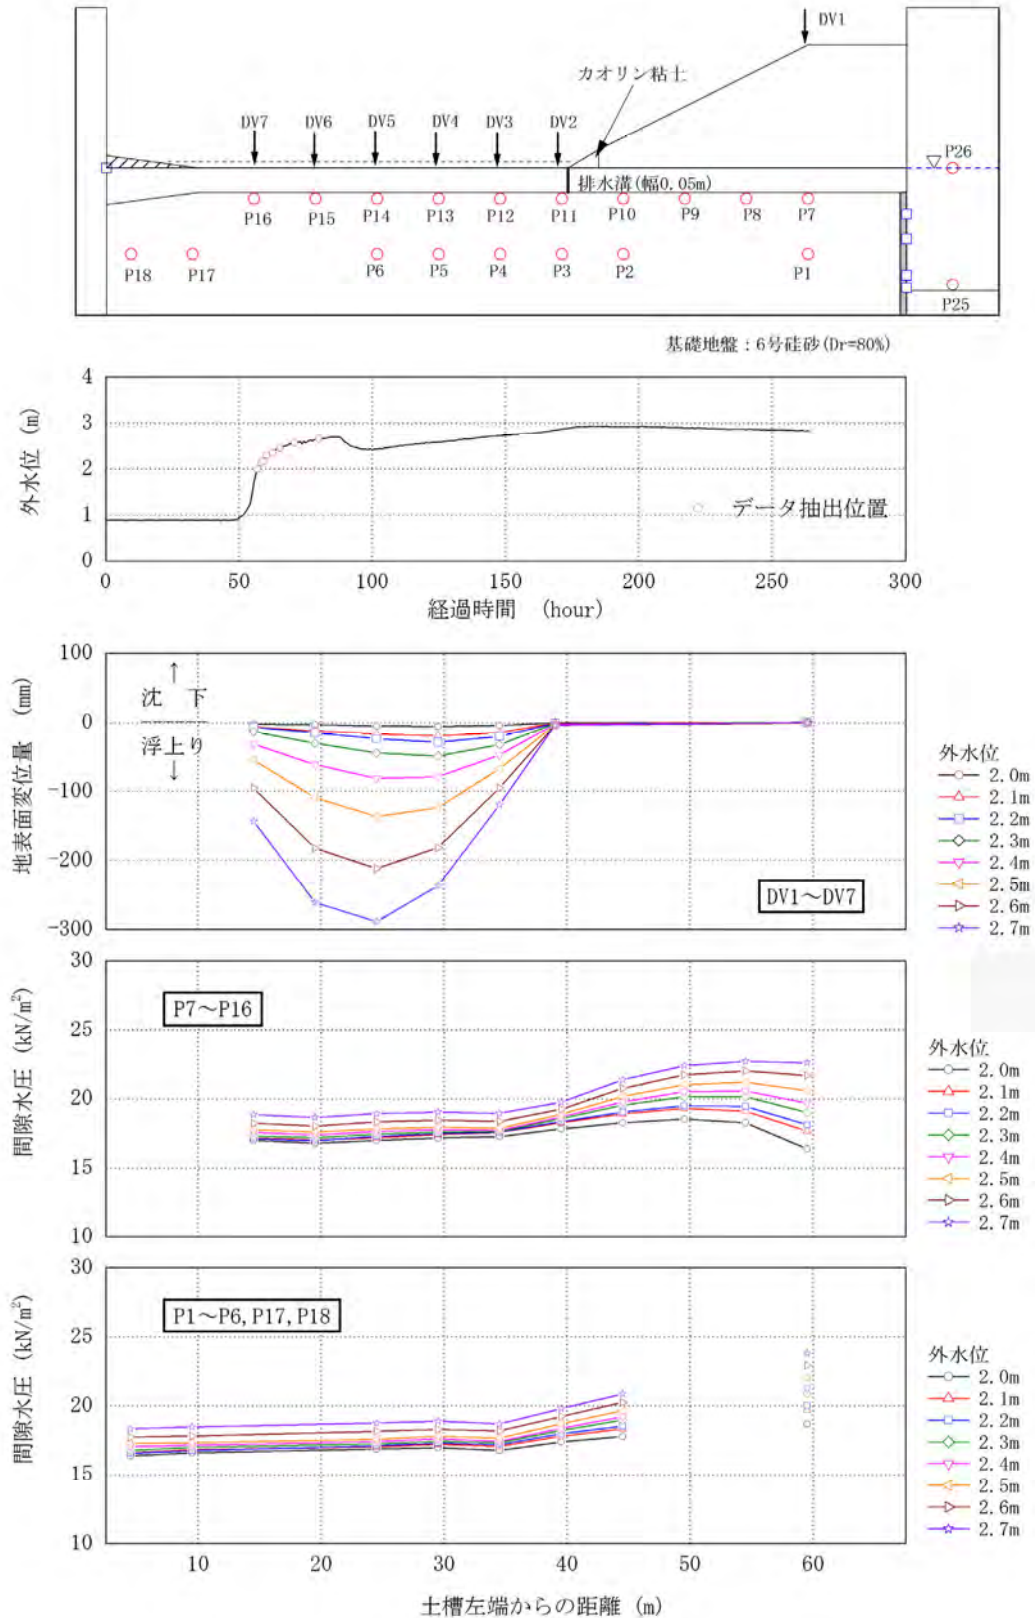 DV1
カオリン粘土
DV7 DV6 DV5 DV4 DV3 DV2
P26
排水溝(幅0.05m)
P16 P15 P14 P13 P12 P11 P10 P9 P8 P7
P18 P17 P6 P5 P4 P3 P2 P1
P25
基礎地盤：6号硅砂(Dr=80%)
外水位 (m)
4
3
2
1
0
データ抽出位置
0 50 100 150 200 250 300
経過時間 (hour)
地表面変位量 (mm)
100
0
-100
-200
-300
↑
沈 下
浮上り
↓
DV1～DV7
外水位
2.0m
2.1m
2.2m
2.3m
2.4m
2.5m
2.6m
2.7m
間隙水圧 (kN/m²)
30
25
20
15
10
P7～P16
外水位
2.0m
2.1m
2.2m
2.3m
2.4m
2.5m
2.6m
2.7m
間隙水圧 (kN/m²)
30
25
20
15
10
P1～P6,P17,P18
外水位
2.0m
2.1m
2.2m
2.3m
2.4m
2.5m
2.6m
2.7m
10 20 30 40 50 60
土槽左端からの距離 (m)